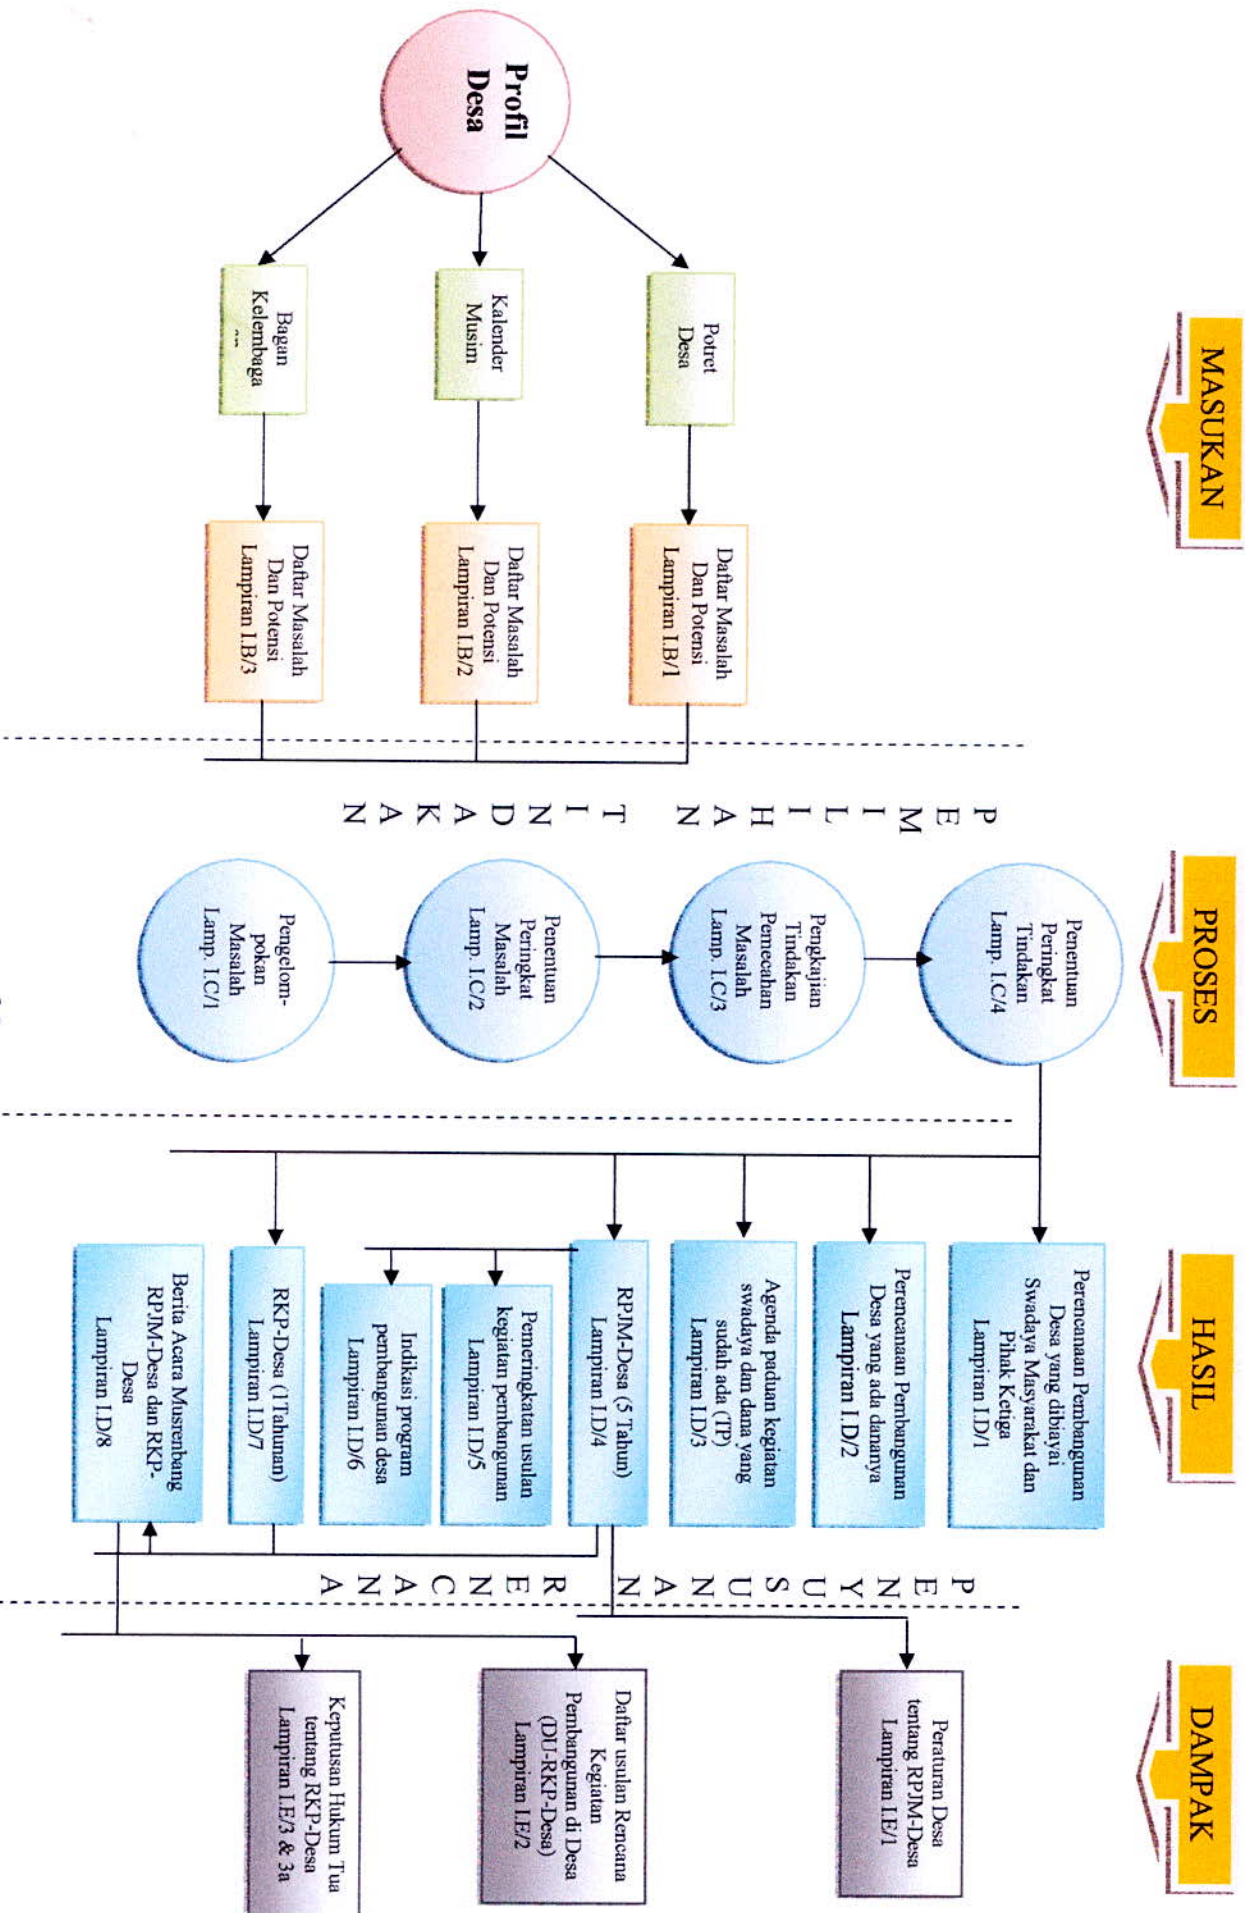 MASUKAN
PROSES
HASIL
DAMPAK
Profil
Desa
Potret
Desa
Kalender
Musim
Bagan
Kelembaga
an
Daftar Masalah
Dan Potensi
Lampiran I.B/1
Daftar Masalah
Dan Potensi
Lampiran I.B/2
Daftar Masalah
Dan Potensi
Lampiran I.B/3
PEMILIHAN TINDAKAN
Penentuan
Peringkat
Tindakan
Lamp. I.C/4
Pengkajian
Tindakan
Pemecahan
Masalah
Lamp. I.C/3
Penentuan
Peringkat
Masalah
Lamp. I.C/2
Pengelom-
pokan
Masalah
Lamp. I.C/1
Perencanaan Pembangunan
Desa yang dibiayai
Swadaya Masyarakat dan
Pihak Ketiga
Lampiran I.D/1
Perencanaan Pembangunan
Desa yang ada dananya
Lampiran I.D/2
Agenda paduan kegiatan
swadaya dan dana yang
sudah ada (TP)
Lampiran I.D/3
RPJM-Desa (5 Tahun)
Lampiran I.D/4
Pemeringkatan usulan
kegiatan pembangunan
Lampiran I.D/5
Indikasi program
pembangunan desa
Lampiran I.D/6
RKP-Desa (1Tahunan)
Lampiran I.D/7
Berita Acara Musrenbang
RPJM-Desa dan RKP-
Desa
Lampiran I.D/8
PENYUSUNAN RENCANA
Peraturan Desa
tentang RPJM-Desa
Lampiran I.E/1
Daftar usulan Rencana
Kegiatan
Pembangunan di Desa
(DU-RKP-Desa)
Lampiran I.E/2
Keputusan Hukum Tua
tentang RKP-Desa
Lampiran I.E/3 & 3a